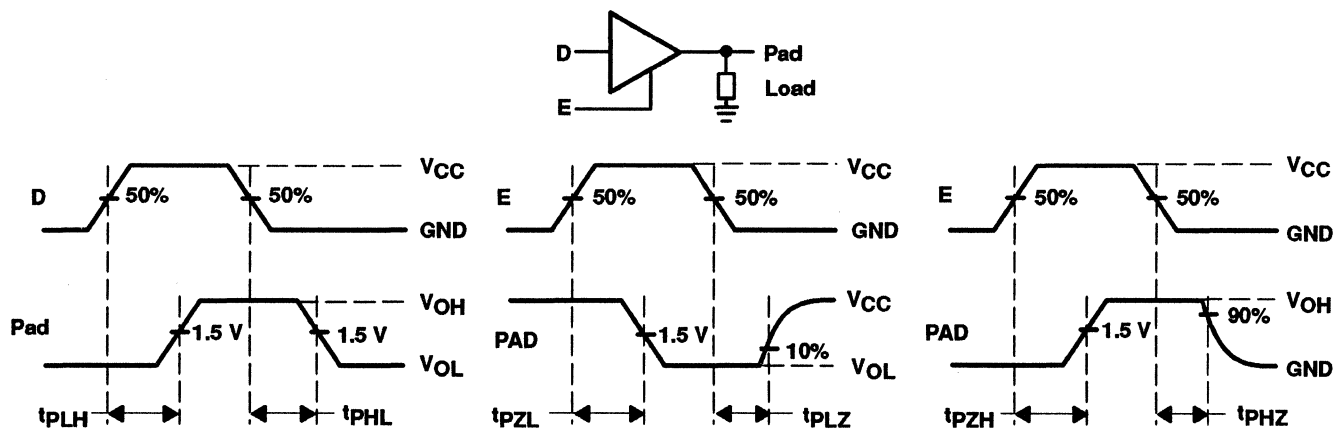 D
Pad
Load
E
D
50%
50%
VCC
GND
Pad
1.5 V
1.5 V
VOH
VOL
tPLH
tPHL
E
50%
50%
VCC
GND
PAD
1.5 V
10%
VCC
VOL
tPZL
tPLZ
E
50%
50%
VCC
GND
PAD
1.5 V
90%
VOH
GND
tPZH
tPHZ